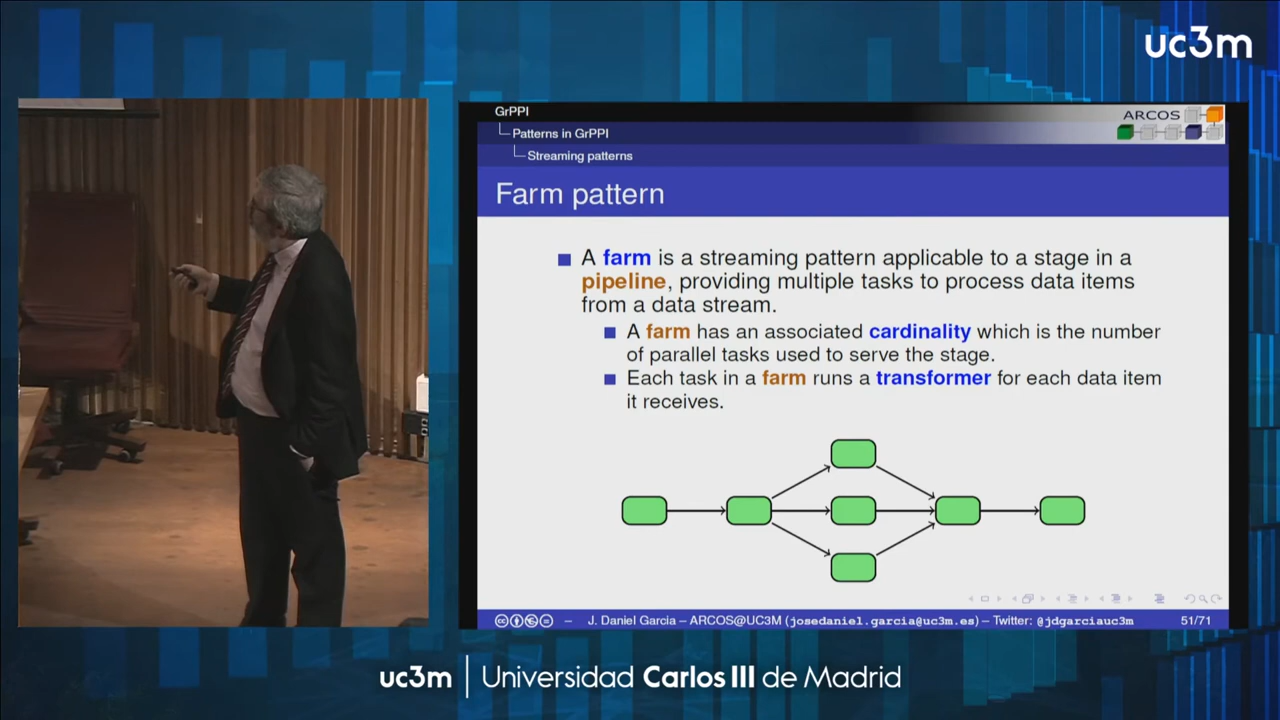 uc3m
GrPPI
Patterns in GrPPI
Streaming patterns
ARCOS
Farm pattern
A farm is a streaming pattern applicable to a stage in a
pipeline, providing multiple tasks to process data items
from a data stream.
A farm has an associated cardinality which is the number
of parallel tasks used to serve the stage.
Each task in a farm runs a transformer for each data item
it receives.
– J. Daniel Garcia – ARCOS@UC3M (josedaniel.garcia@uc3m.es) – Twitter: @jdgarciauc3m 51/71
uc3m | Universidad Carlos III de Madrid